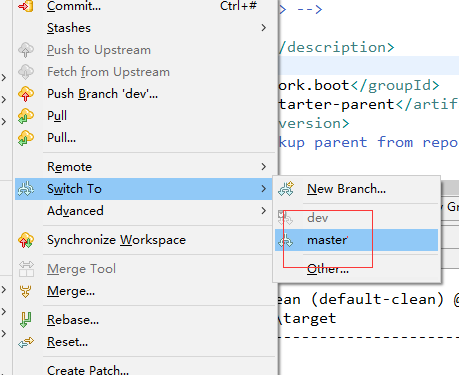 Commit...
Ctrl+#
> -->
Stashes
Push to Upstream
/description>
Fetch from Upstream
Push Branch 'dev'...
ork.boot</groupId>
Pull
tarter-parent</artif
Pull...
version>
kup parent from repo
Remote
Switch To
New Branch...
Advanced
dev
Synchronize Workspace
master
Merge Tool
Other...
Merge...
ean (default-clean) @
Rebase...
\target
Reset...
Create Patch...